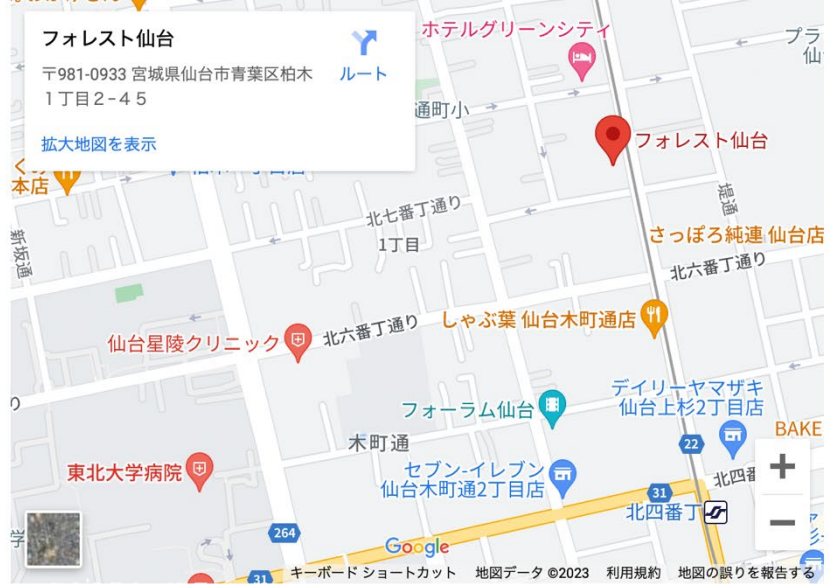 フォレスト仙台
〒981-0933 宮城県仙台市青葉区柏木
1丁目2-45
ルート
拡大地図を表示
ホテルグリーンシティ
プラ
仙
通町小
フォレスト仙台
く
本店
新坂通
北七番丁通り
1丁目
堤通
さっぽろ純連 仙台店
北六番丁通り
仙台星陵クリニック
北六番丁通り
しゃぶ葉 仙台木町通店
り
フォーラム仙台
デイリーヤマザキ
仙台上杉2丁目店
BAKE
木町通
22
東北大学病院
セブン-イレブン
仙台木町通2丁目店
北四番
31
北四番丁
学
264
Google
31
キーボード ショートカット
地図データ ©2023
利用規約
地図の誤りを報告する